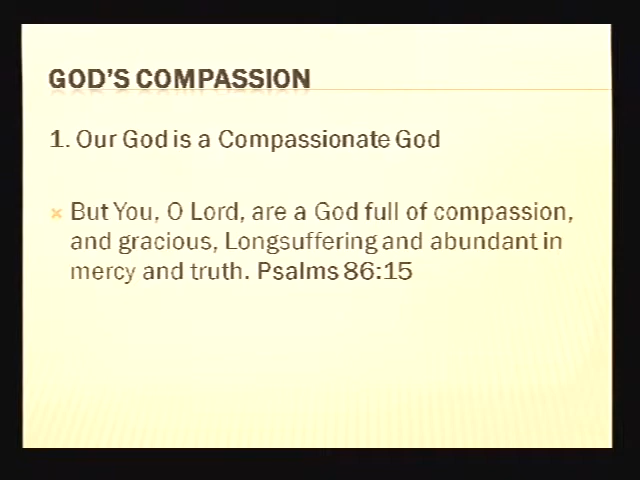 GOD'S COMPASSION
1. Our God is a Compassionate God
But You, O Lord, are a God full of compassion,
and gracious, Longsuffering and abundant in
mercy and truth. Psalms 86:15